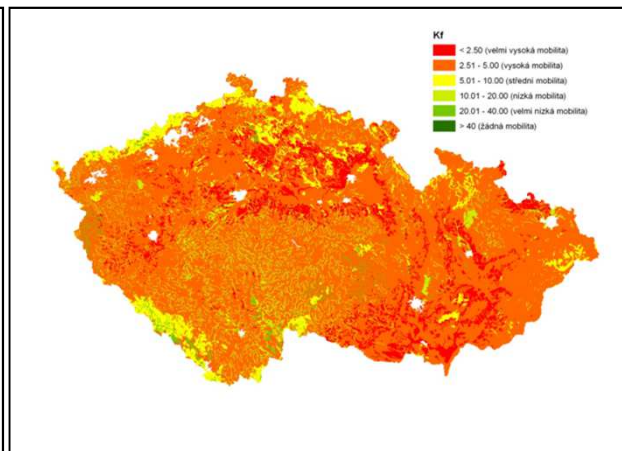 Kf
< 2.50 (velmi vysoká mobilita)
2.51 - 5.00 (vysoká mobilita)
5.01 - 10.00 (střední mobilita)
10.01 - 20.00 (nízká mobilita)
20.01 - 40.00 (velmi nízká mobilita)
> 40 (žádná mobilita)